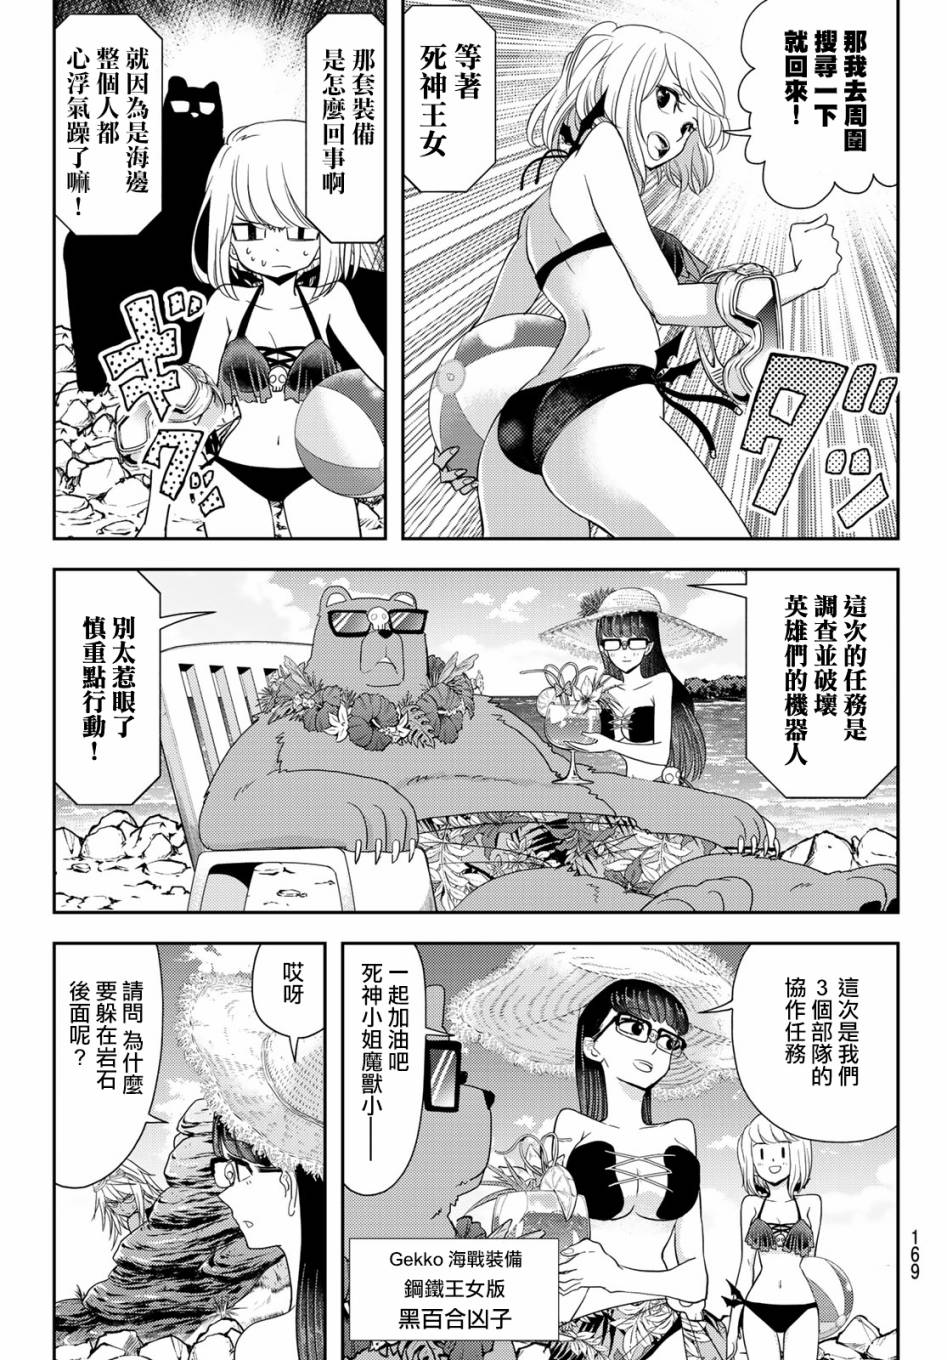 那我去周圍
搜尋一下
就回來！
ダッ
等著
死神王女
那套裝備
是怎麼回事啊
就因為是海邊
整個人都
心浮氣躁了嘛！
ギ
クッ
這次的任務是
調查並破壞
英雄們的機器人
別太惹眼了
慎重點行動！
這次是我們
3個部隊的
協作任務
一起加油吧
死神小姐魔獸小——
Gekko 海戰裝備
鋼鐵王女版
黑百合凶子
哎呀
請問 為什麼
要躲在岩石
後面呢？
169